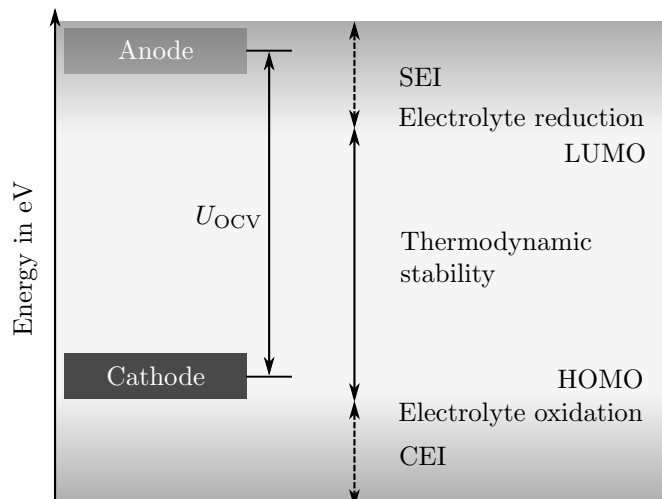 Energy in eV
Anode
Cathode
U_OCV
SEI
Electrolyte reduction
LUMO
Thermodynamic
stability
HOMO
Electrolyte oxidation
CEI